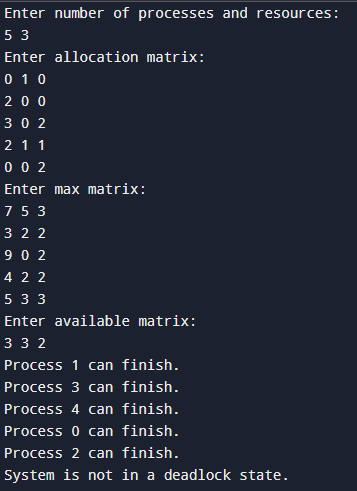 Enter number of processes and resources:
5 3
Enter allocation matrix:
0 1 0
2 0 0
3 0 2
2 1 1
0 0 2
Enter max matrix:
7 5 3
3 2 2
9 0 2
4 2 2
5 3 3
Enter available matrix:
3 3 2
Process 1 can finish.
Process 3 can finish.
Process 4 can finish.
Process 0 can finish.
Process 2 can finish.
System is not in a deadlock state.